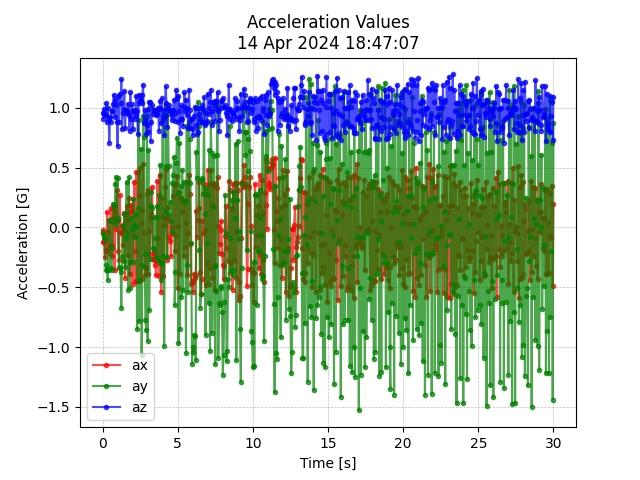 Acceleration Values
14 Apr 2024 18:47:07
Acceleration [G]
1.0
0.5
0.0
−0.5
−1.0
−1.5
ax
ay
az
0 5 10 15 20 25 30
Time [s]